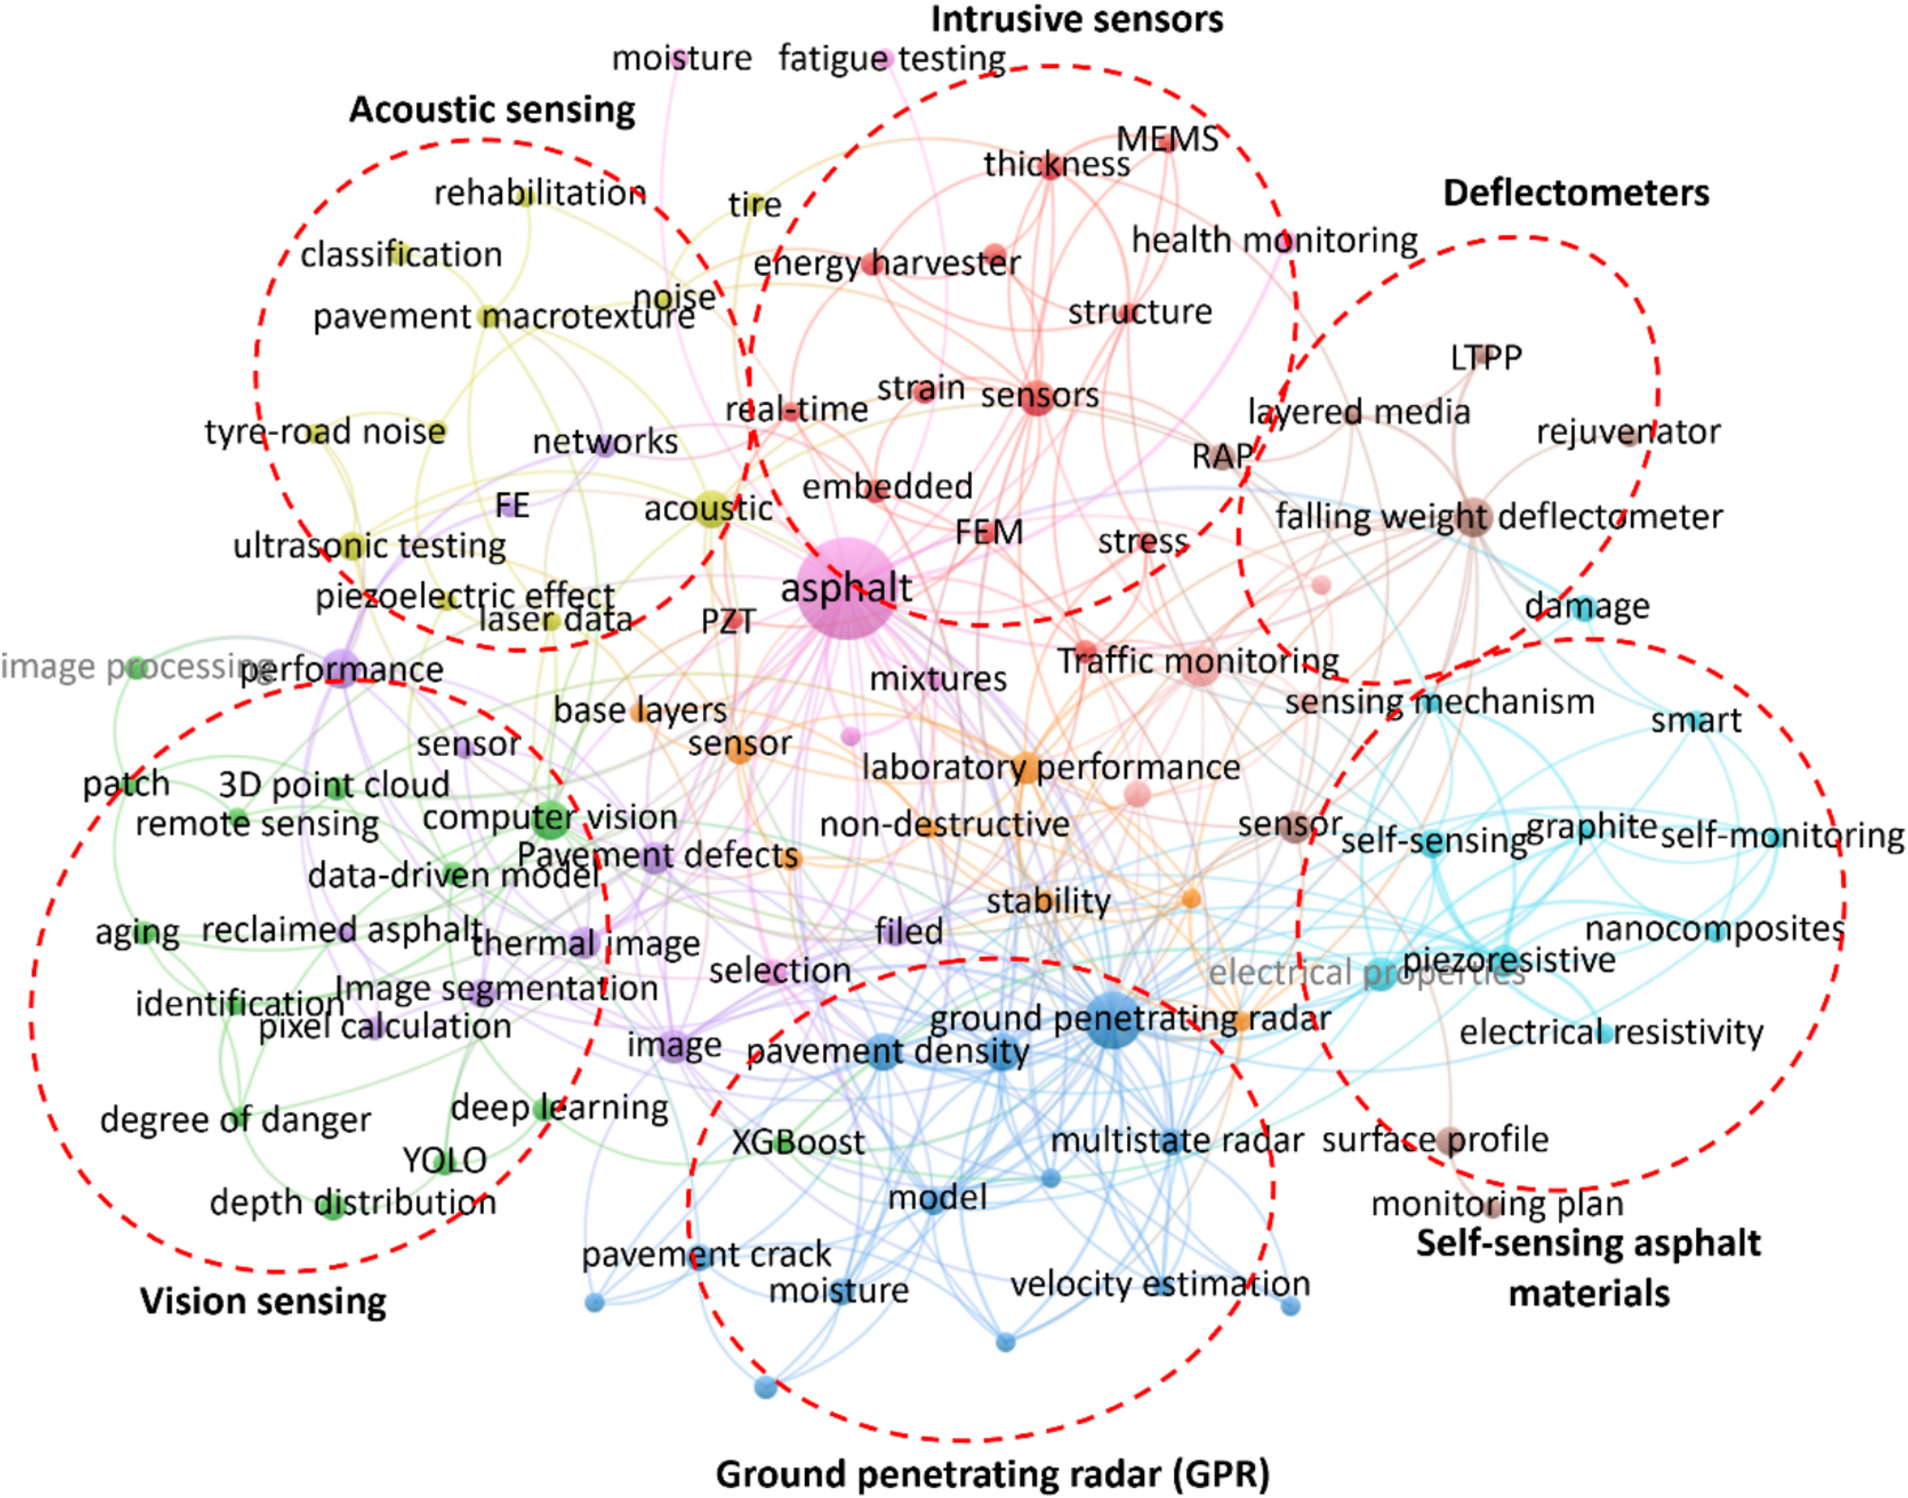 Intrusive sensors
moisture
fatigue testing
Acoustic sensing
MEMS
thickness
rehabilitation
tire
Deflectometers
classification
energy harvester
health monitoring
noise
pavement macrotexture
structure
LTPP
strain
sensors
real-time
layered media
tyre-road noise
networks
rejuvenator
RAP
embedded
FE
acoustic
falling weight deflectometer
FEM
stress
ultrasonic testing
asphalt
piezoelectric effect
laser data
PZT
damage
image processing
performance
mixtures
Traffic monitoring
sensing mechanism
base layers
smart
sensor
sensor
laboratory performance
patch
3D point cloud
remote sensing
computer vision
non-destructive
sensor
self-sensing
graphite
self-monitoring
Pavement defects
data-driven model
stability
aging
reclaimed asphalt
thermal image
filed
nanocomposites
selection
electrical properties
piezoresistive
identification
Image segmentation
pixel calculation
ground penetrating radar
electrical resistivity
image
pavement density
degree of danger
deep learning
XGBoost
multistate radar
surface profile
YOLO
depth distribution
model
monitoring plan
Self-sensing asphalt
materials
pavement crack
moisture
velocity estimation
Vision sensing
Ground penetrating radar (GPR)